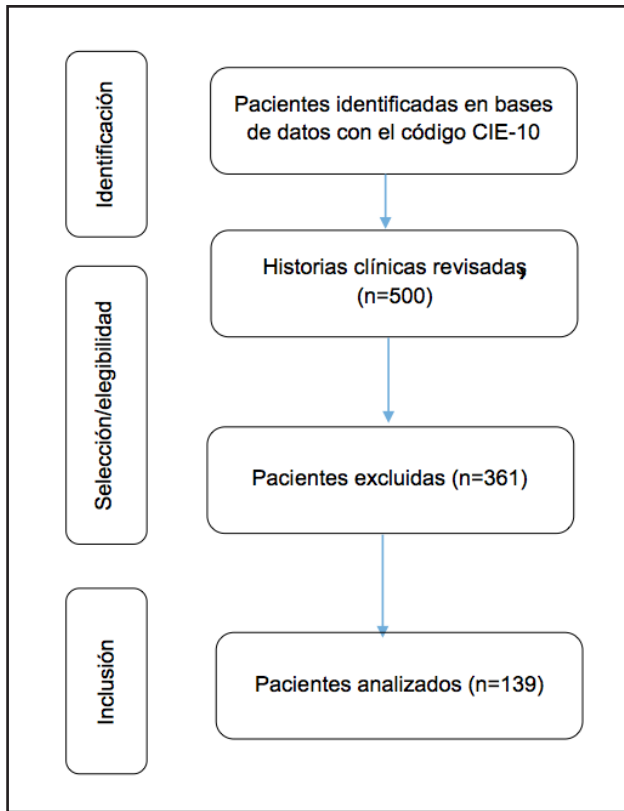 Identificación
Pacientes identificadas en bases
de datos con el código CIE-10
Historias clínicas revisadas,
(n=500)
Selección/elegibilidad
Pacientes excluidas (n=361)
Inclusión
Pacientes analizados (n=139)